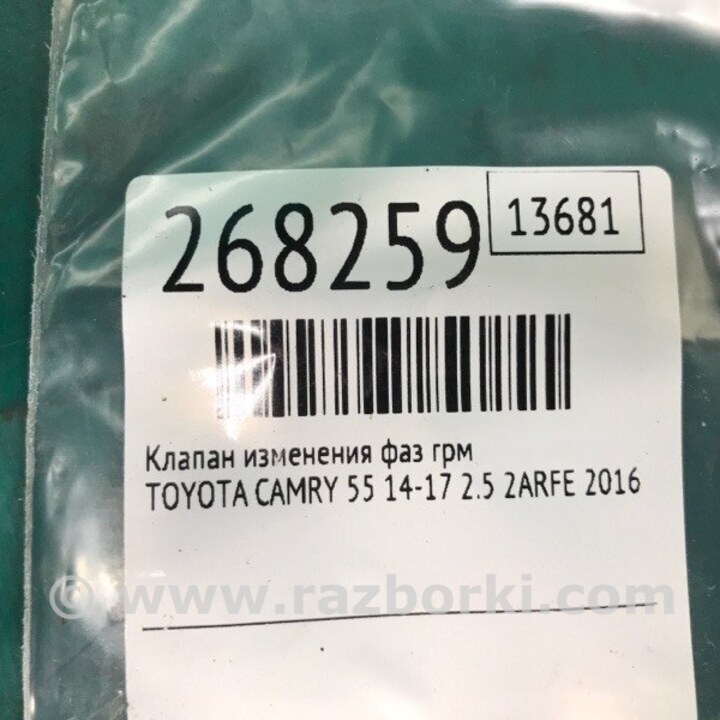 268259
13681
Клапан изменения фаз грм
TOYOTA CAMRY 55 14-17 2.5 2ARFE 2016
© www.razborki.com